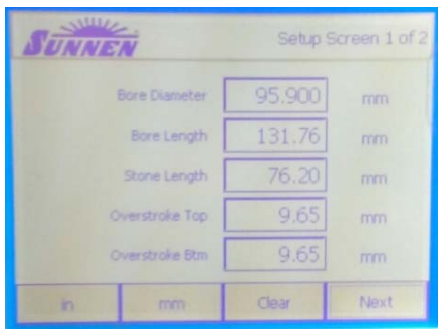 SUNNEN
Setup Screen 1 of 2
Bore Diameter 95.900 mm
Bore Length 131.76 mm
Stone Length 76.20 mm
Overstroke Top 9.65 mm
Overstroke Btm 9.65 mm
in mm Clear Next